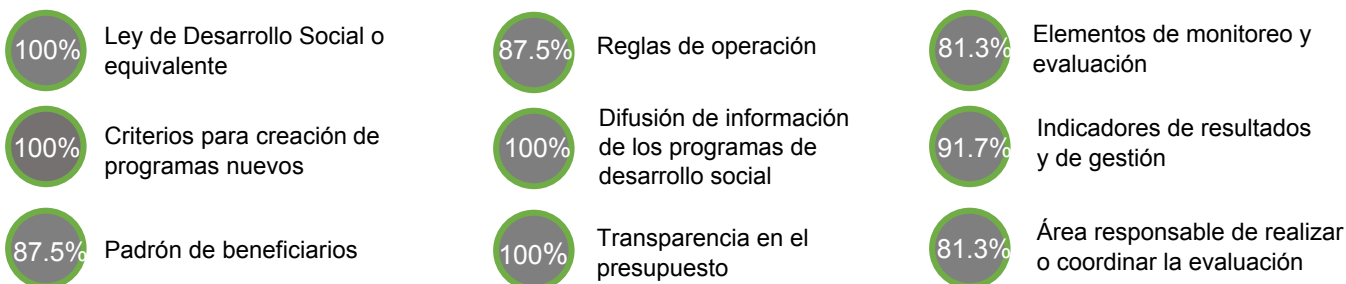 100%
Ley de Desarrollo Social o
equivalente
100%
Criterios para creación de
programas nuevos
87.5%
Padrón de beneficiarios
87.5%
Reglas de operación
100%
Difusión de información
de los programas de
desarrollo social
100%
Transparencia en el
presupuesto
81.3%
Elementos de monitoreo y
evaluación
91.7%
Indicadores de resultados
y de gestión
81.3%
Área responsable de realizar
o coordinar la evaluación